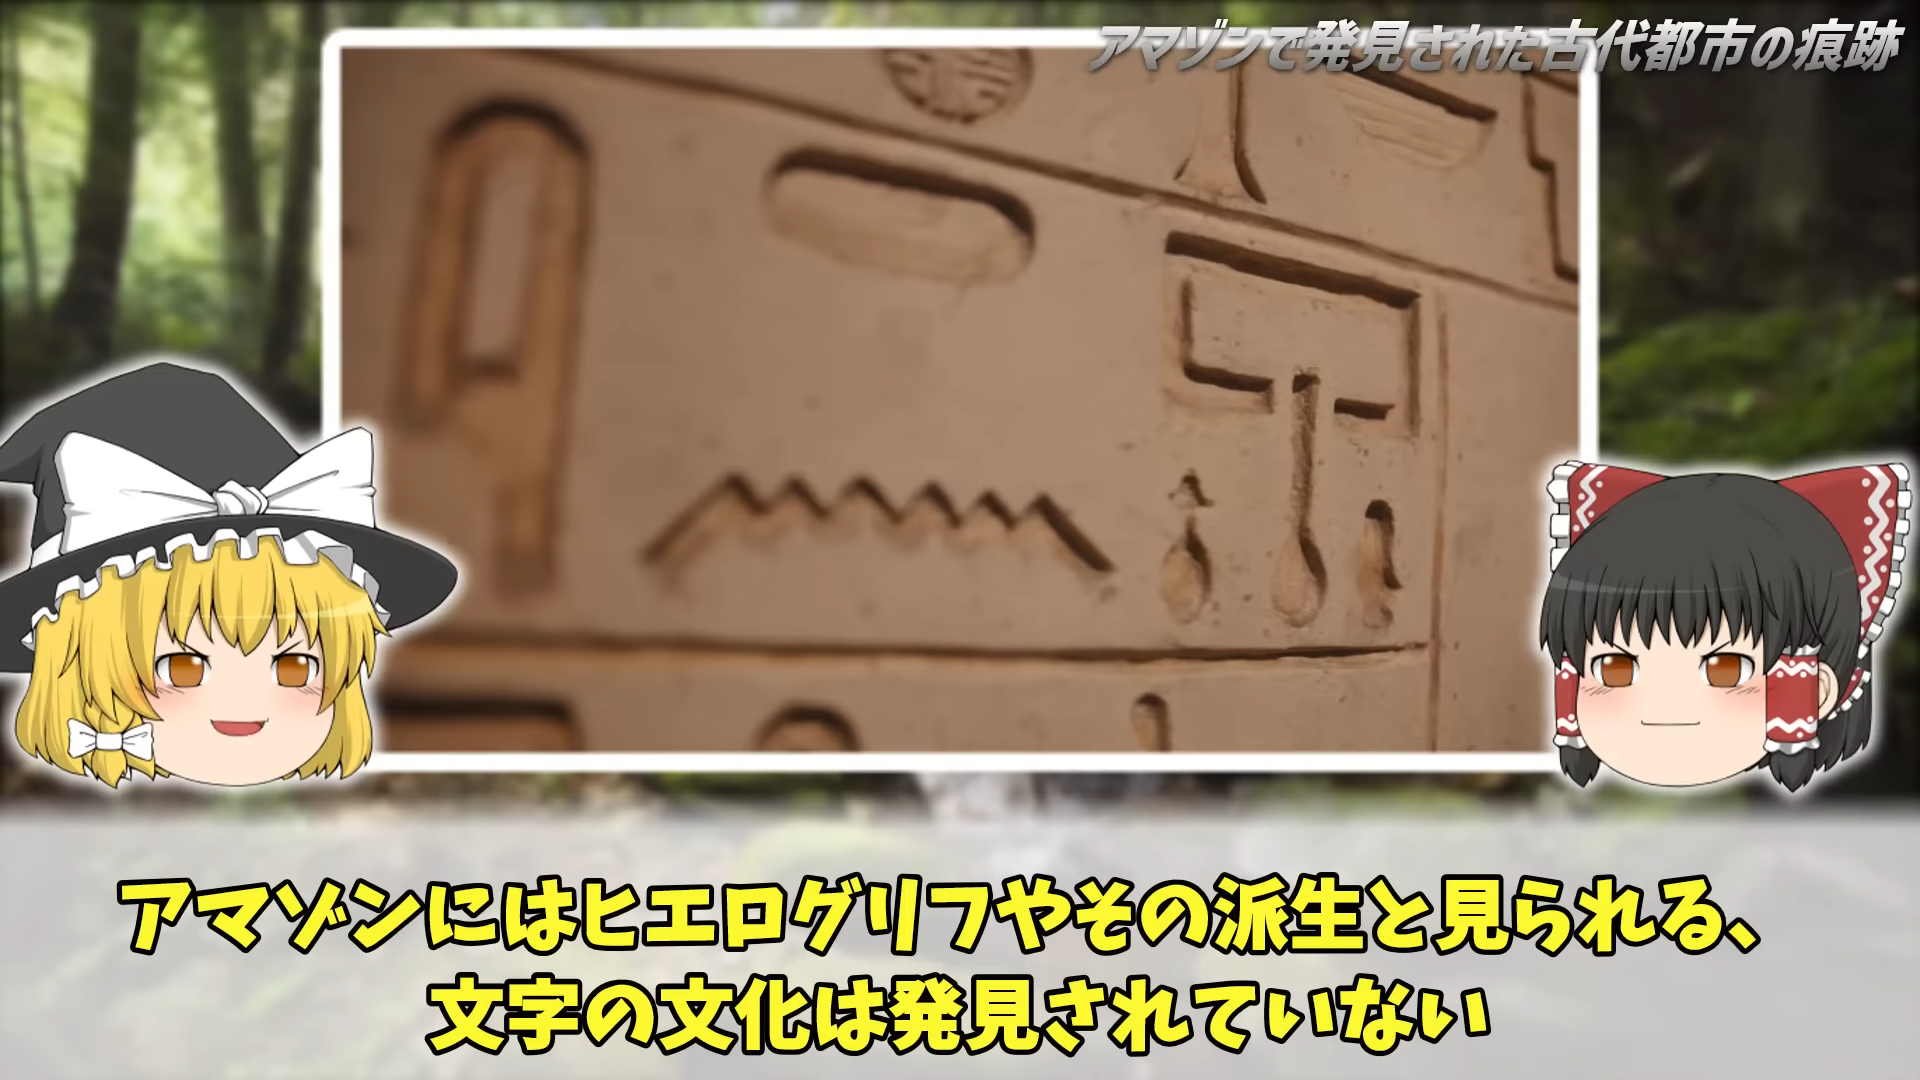 アマゾンで発見された古代都市の痕跡
アマゾンにはヒエログリフやその派生と見られる、
文字の文化は発見されていない